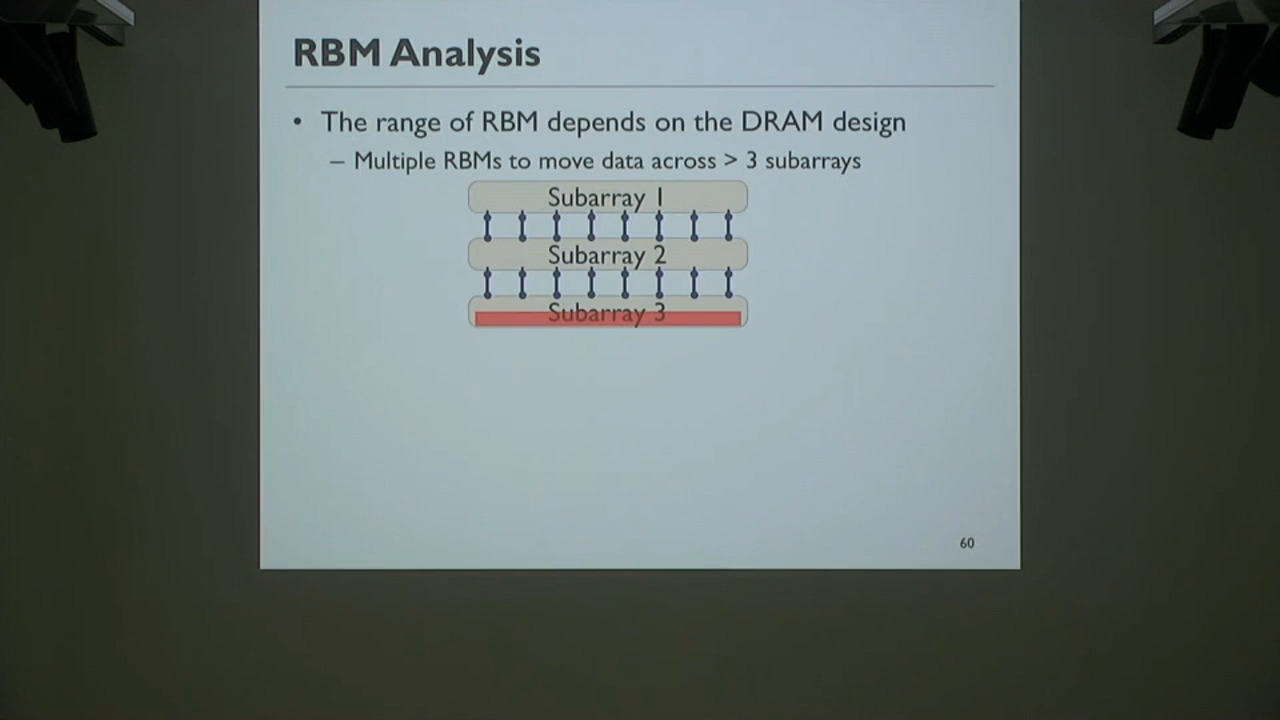 RBM Analysis
• The range of RBM depends on the DRAM design
– Multiple RBMs to move data across > 3 subarrays
Subarray 1
Subarray 2
Subarray 3
60